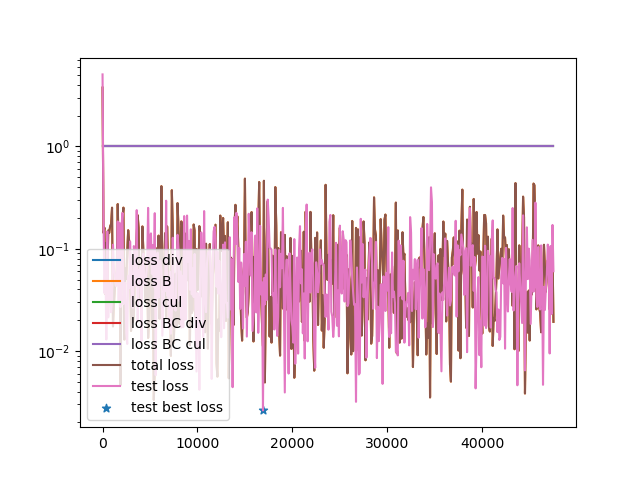 10⁰
10⁻¹
10⁻²
loss div
loss B
loss cul
loss BC div
loss BC cul
total loss
test loss
test best loss
0 10000 20000 30000 40000